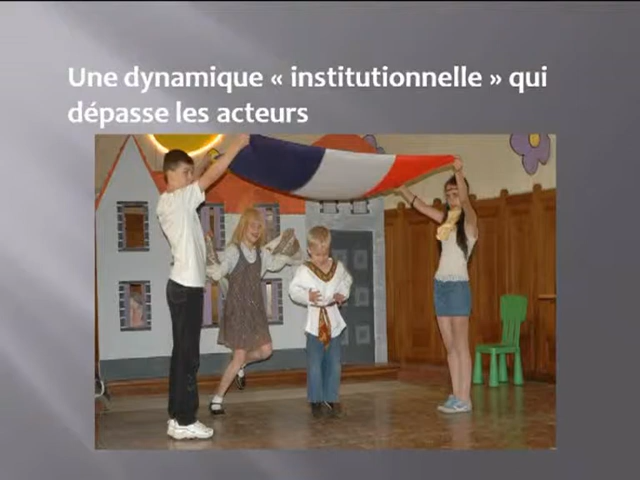 Une dynamique « institutionnelle » qui
dépasse les acteurs